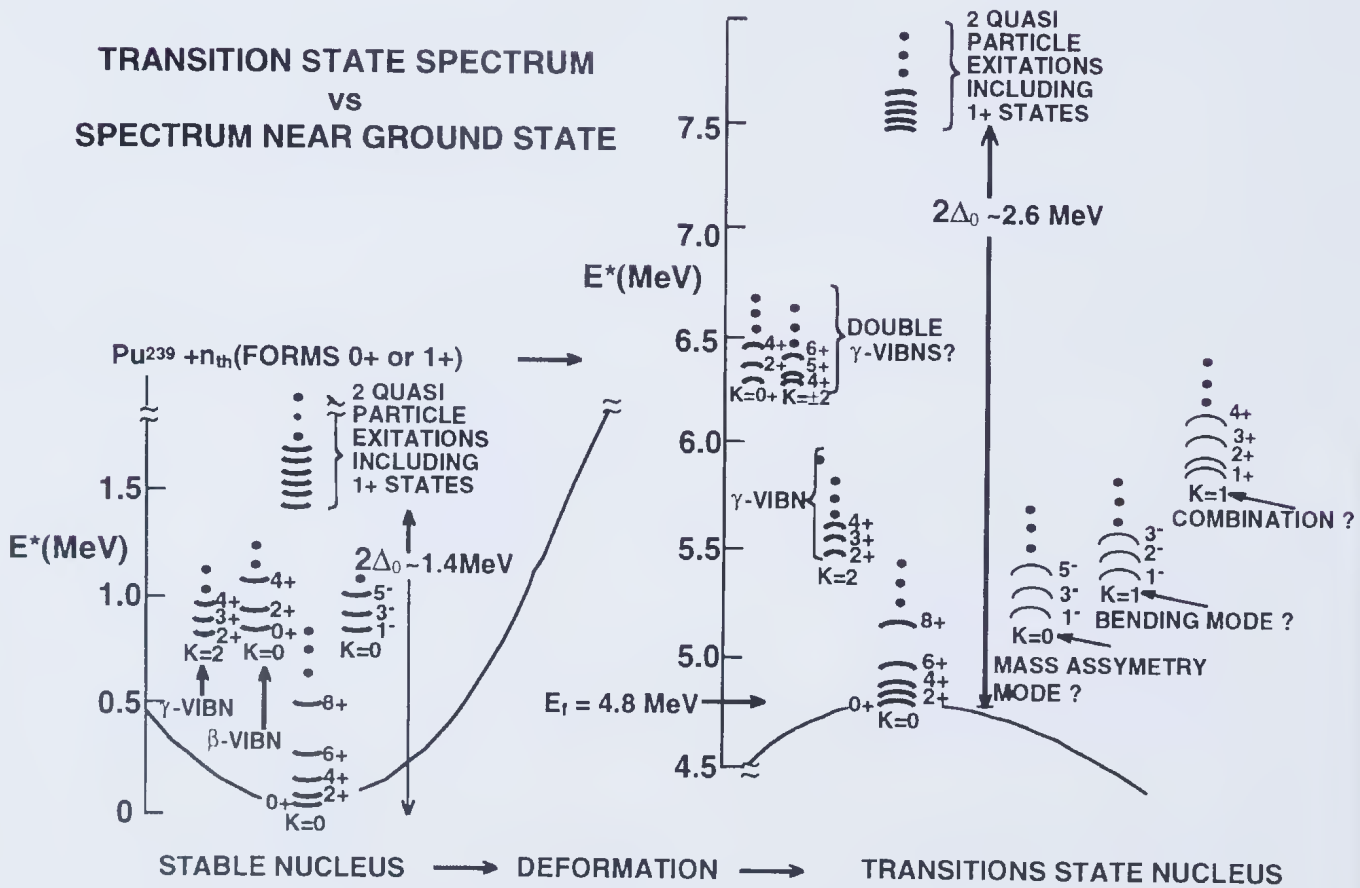 TRANSITION STATE SPECTRUM
vs
SPECTRUM NEAR GROUND STATE
Pu²³⁹ +nth(FORMS 0+ or 1+)
2 QUASI
PARTICLE
EXITATIONS
INCLUDING
1+ STATES
1.5
E*(MeV)
1.0
0.5
0
2Δ₀ ~1.4MeV
4+
3+
2+
K=2
γ-VIBN
4+
2+
0+
K=0
β-VIBN
5-
3-
1-
K=0
8+
6+
4+
2+
0+
K=0
2 QUASI
PARTICLE
EXITATIONS
INCLUDING
1+ STATES
7.5
7.0
E*(MeV)
6.5
6.0
5.5
5.0
4.5
2Δ₀ ~2.6 MeV
4+
2+
K=0+
6+
5+
4+
K=±2
DOUBLE
γ-VIBNS?
γ-VIBN
4+
3+
2+
K=2
8+
6+
4+
2+
0+
K=0
Ef = 4.8 MeV
5-
3-
1-
K=0
MASS ASSYMETRY
MODE ?
3-
2-
1-
K=1
BENDING MODE ?
4+
3+
2+
1+
K=1
COMBINATION ?
STABLE NUCLEUS → DEFORMATION → TRANSITIONS STATE NUCLEUS